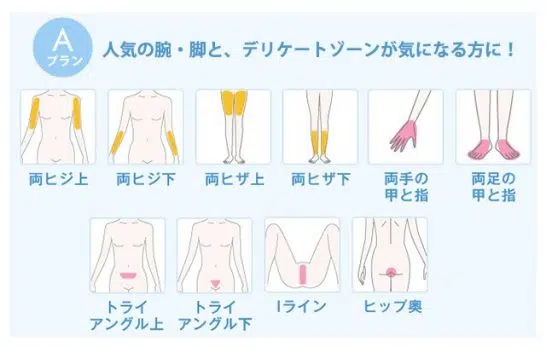 A
プラン
人気の腕・脚と、デリケートゾーンが気になる方に!
両ヒジ上
両ヒジ下
両ヒザ上
両ヒザ下
両手の
甲と指
両足の
甲と指
トライ
アングル上
トライ
アングル下
Iライン
ヒップ奥